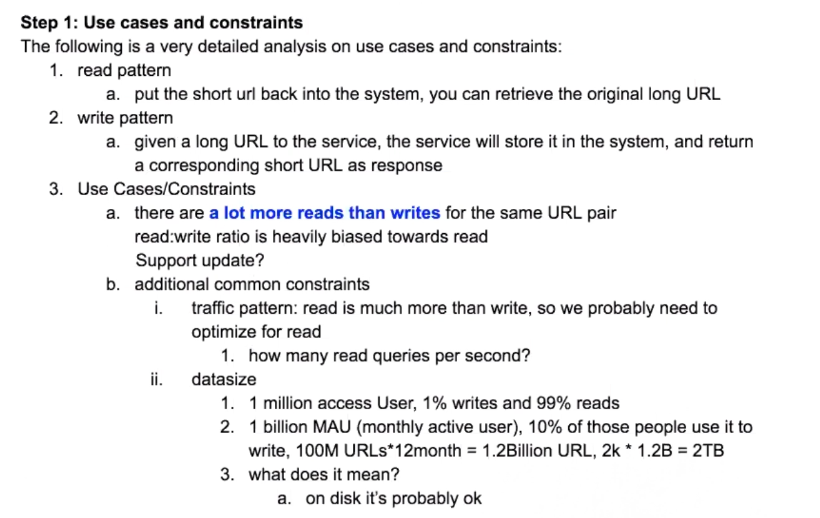 Step 1: Use cases and constraints
The following is a very detailed analysis on use cases and constraints:
1. read pattern
a. put the short url back into the system, you can retrieve the original long URL
2. write pattern
a. given a long URL to the service, the service will store it in the system, and return
a corresponding short URL as response
3. Use Cases/Constraints
a. there are a lot more reads than writes for the same URL pair
read:write ratio is heavily biased towards read
Support update?
b. additional common constraints
i. traffic pattern: read is much more than write, so we probably need to
optimize for read
1. how many read queries per second?
ii. datasize
1. 1 million access User, 1% writes and 99% reads
2. 1 billion MAU (monthly active user), 10% of those people use it to
write, 100M URLs*12month = 1.2Billion URL, 2k * 1.2B = 2TB
3. what does it mean?
a. on disk it's probably ok